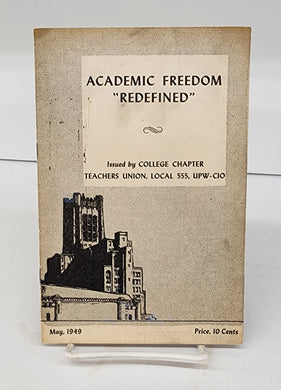 ACADEMIC FREEDOM
"REDEFINED"
Issued by COLLEGE CHAPTER
TEACHERS UNION, LOCAL 555, UPW-CIO
May, 1949
Price, 10 Cents